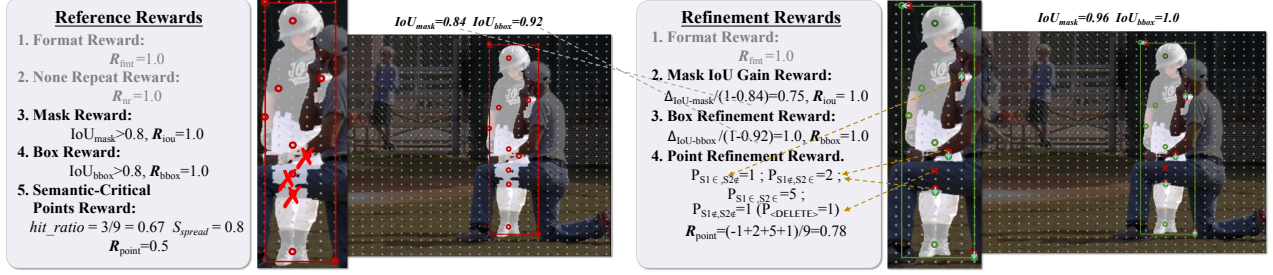 Reference Rewards
1. Format Reward:
R_fmt=1.0
2. None Repeat Reward:
R_nr=1.0
3. Mask Reward:
IoU_mask>0.8, R_iou=1.0
4. Box Reward:
IoU_bbox>0.8, R_bbox=1.0
5. Semantic-Critical
Points Reward:
hit_ratio = 3/9 = 0.67 S_spread = 0.8
R_point=0.5
IoU_mask=0.84 IoU_bbox=0.92
Refinement Rewards
1. Format Reward:
R_fmt=1.0
2. Mask IoU Gain Reward:
Δ_IoU-mask/(1-0.84)=0.75, R_iou= 1.0
3. Box Refinement Reward:
Δ_IoU-bbox/(1-0.92)=1.0, R_bbox=1.0
4. Point Refinement Reward.
P_S1∈,S2∉=1 ; P_S1∉,S2∈=2 ;
P_S1∈,S2∈=5 ;
P_S1∉,S2∉=1 (P_<DELETE>=1)
R_point=(-1+2+5+1)/9=0.78
IoU_mask=0.96 IoU_bbox=1.0